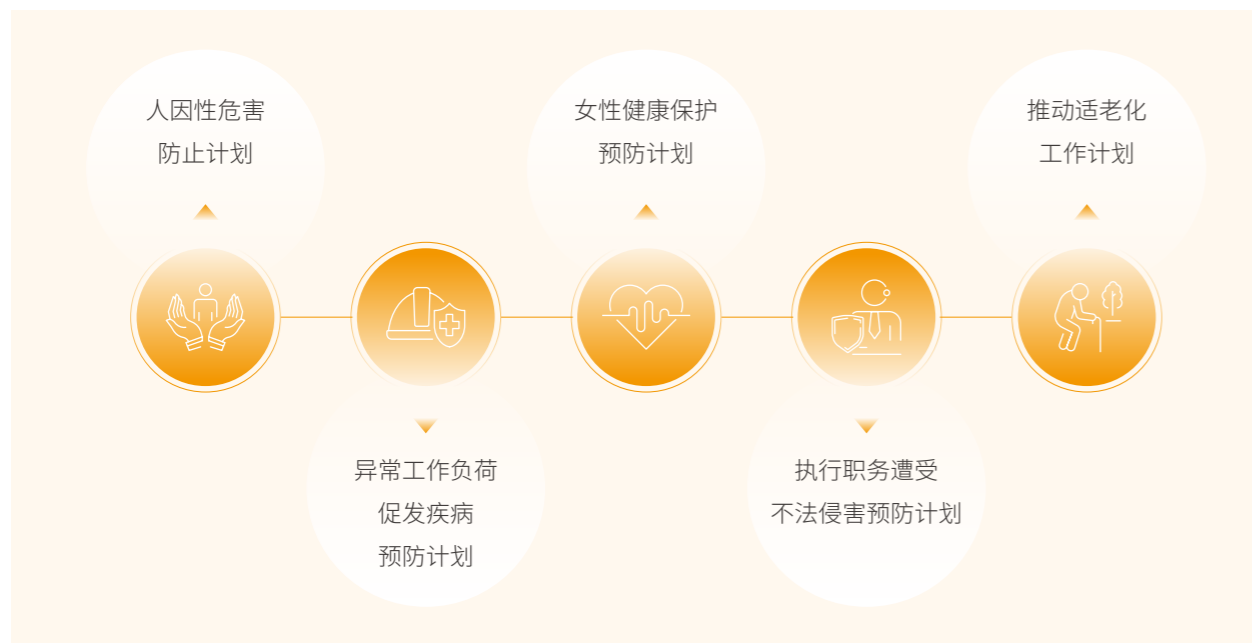 人因性危害
防止计划
异常工作负荷
促发疾病
预防计划
女性健康保护
预防计划
执行职务遭受
不法侵害预防计划
推动适老化
工作计划